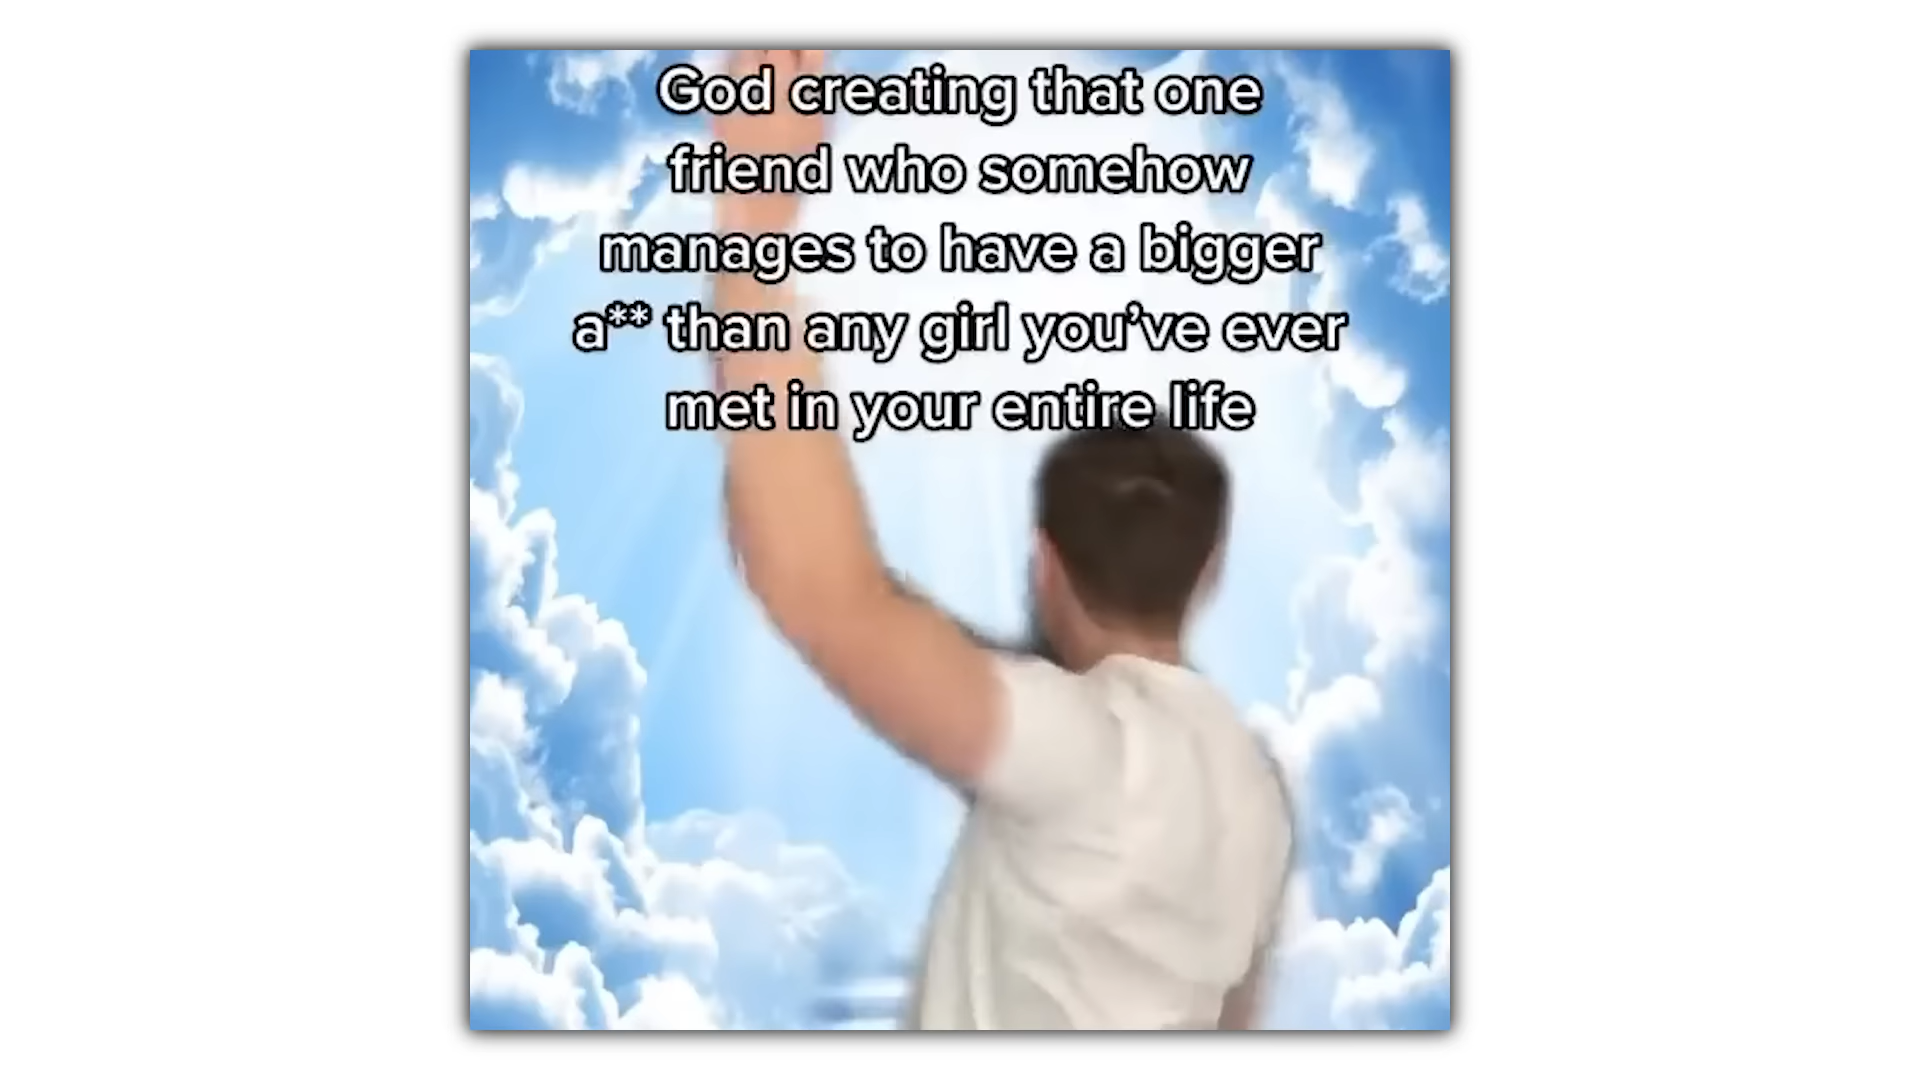 God creating that one
friend who somehow
manages to have a bigger
a** than any girl you’ve ever
met in your entire life